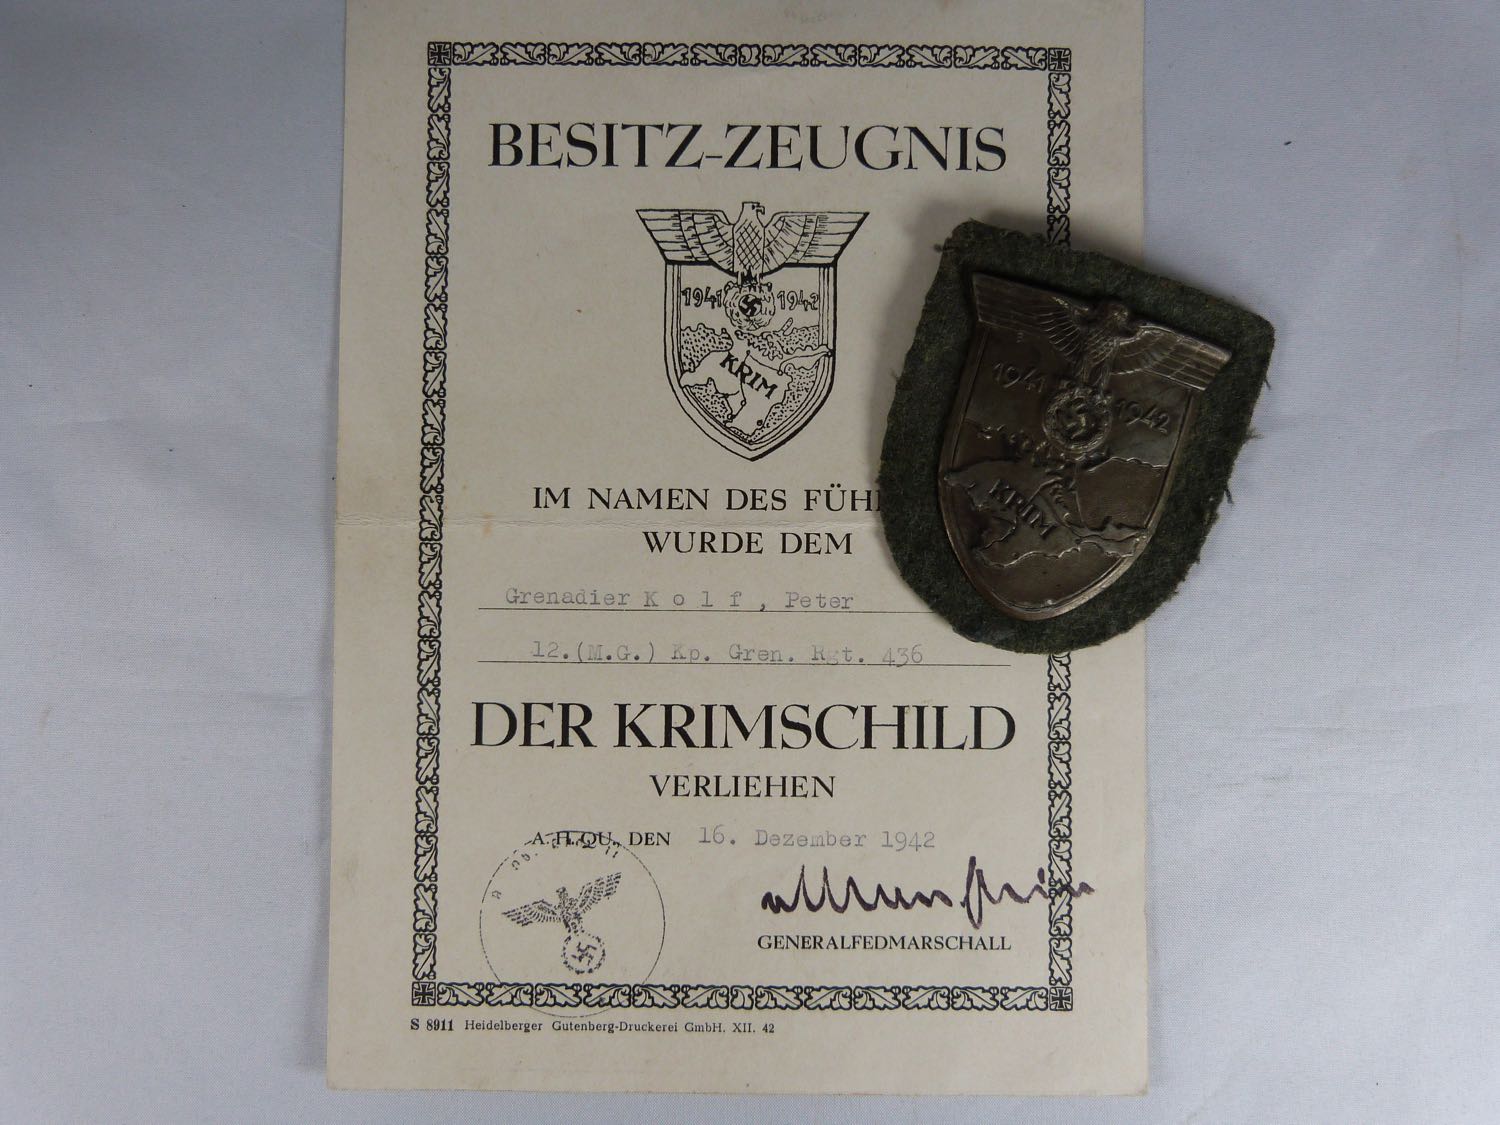 BESITZ-ZEUGNIS
1941 1942
KRIM
IM NAMEN DES
WURDE DEM
Grenadier K o l f , Peter
12.(M.G.) Kp. Gren. Rgt. 436
DER KRIMSCHILD
VERLIEHEN
A.H.QU., DEN 16. Dezember 1942
GENERALFEDMARSCHALL
S 8911 Heidelberger Gutenberg-Druckerei GmbH. XII. 42
1941 1942
KRIM